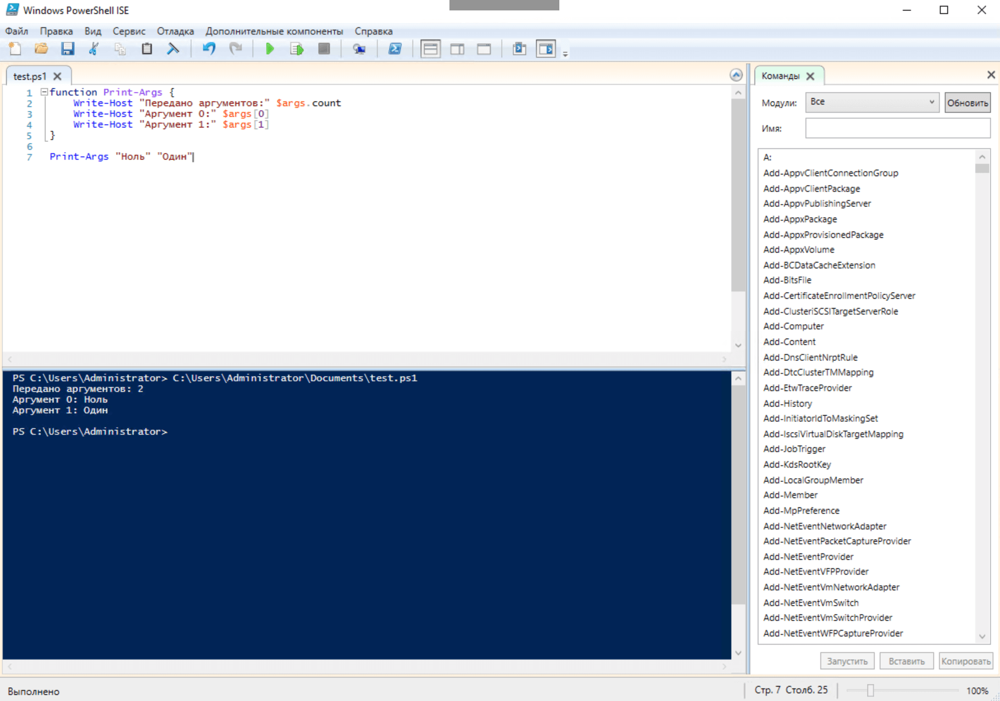 Windows PowerShell ISE
Файл Правка Вид Сервис Отладка Дополнительные компоненты Справка
test.ps1
1 function Print-Args {
2 Write-Host "Передано аргументов:" $args.count
3 Write-Host "Аргумент 0:" $args[0]
4 Write-Host "Аргумент 1:" $args[1]
5 }
6
7 Print-Args "Ноль" "Один"
PS C:\Users\Administrator> C:\Users\Administrator\Documents\test.ps1
Передано аргументов: 2
Аргумент 0: Ноль
Аргумент 1: Один
PS C:\Users\Administrator>
Команды
Модули: Все Обновить
Имя:
A:
Add-AppvClientConnectionGroup
Add-AppvClientPackage
Add-AppvPublishingServer
Add-AppxPackage
Add-AppxProvisionedPackage
Add-AppxVolume
Add-BCDataCacheExtension
Add-BitsFile
Add-CertificateEnrollmentPolicyServer
Add-ClusteriSCSITargetServerRole
Add-Computer
Add-Content
Add-DnsClientNrptRule
Add-DtcClusterTMMapping
Add-EtwTraceProvider
Add-History
Add-InitiatorIdToMaskingSet
Add-IscsiVirtualDiskTargetMapping
Add-JobTrigger
Add-KdsRootKey
Add-LocalGroupMember
Add-Member
Add-MpPreference
Add-NetEventNetworkAdapter
Add-NetEventPacketCaptureProvider
Add-NetEventProvider
Add-NetEventVFPProvider
Add-NetEventVmNetworkAdapter
Add-NetEventVmSwitch
Add-NetEventVmSwitchProvider
Add-NetEventWFPCaptureProvider
Запустить Вставить Копировать
Выполнено
Стр. 7 Столб. 25
100%